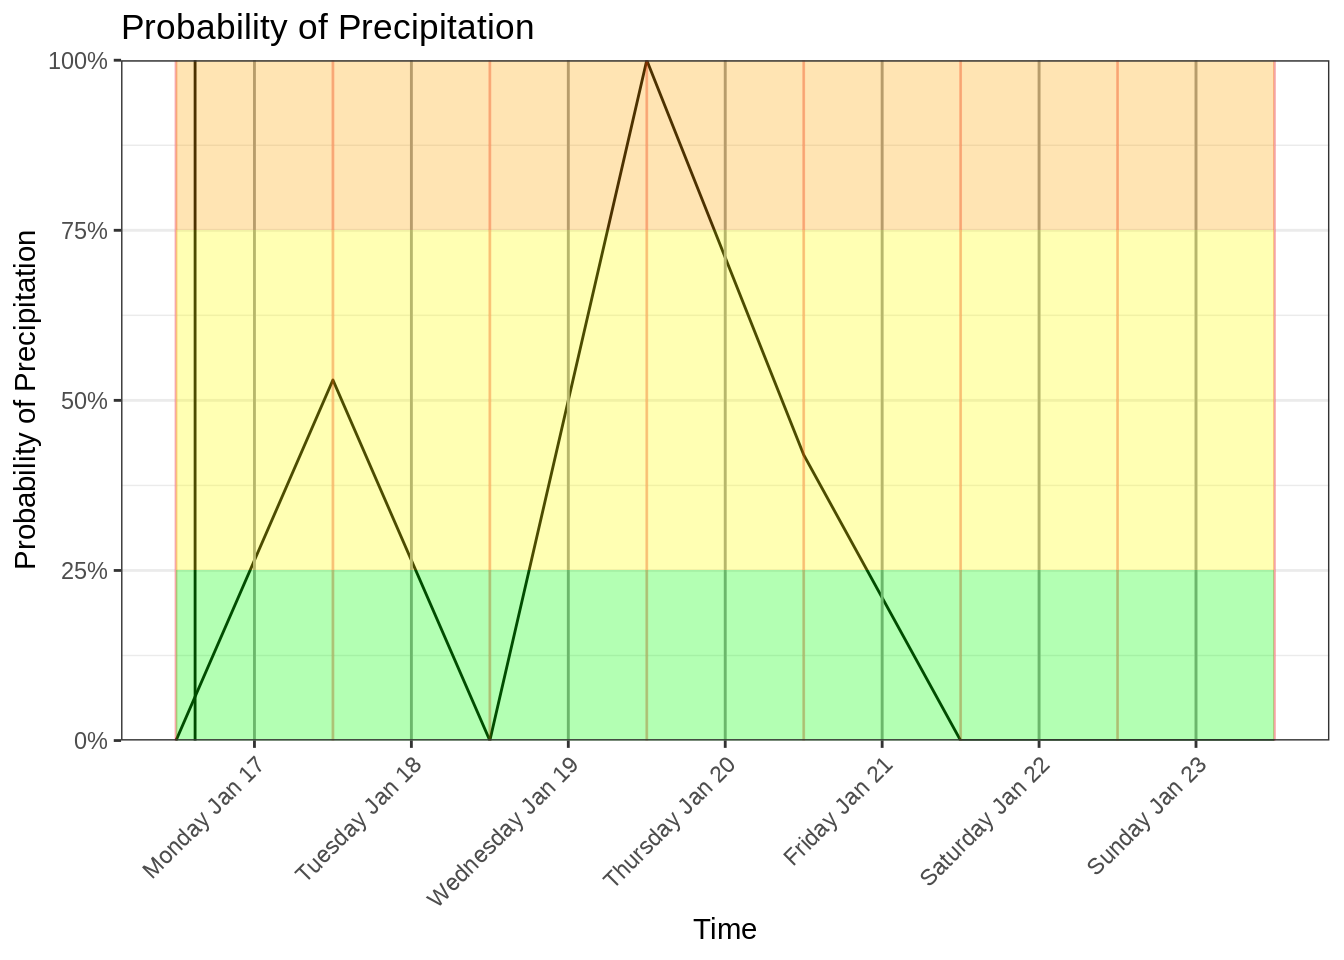 Probability of Precipitation
100%
75%
50%
25%
0%
Probability of Precipitation
Monday Jan 17
Tuesday Jan 18
Wednesday Jan 19
Thursday Jan 20
Friday Jan 21
Saturday Jan 22
Sunday Jan 23
Time